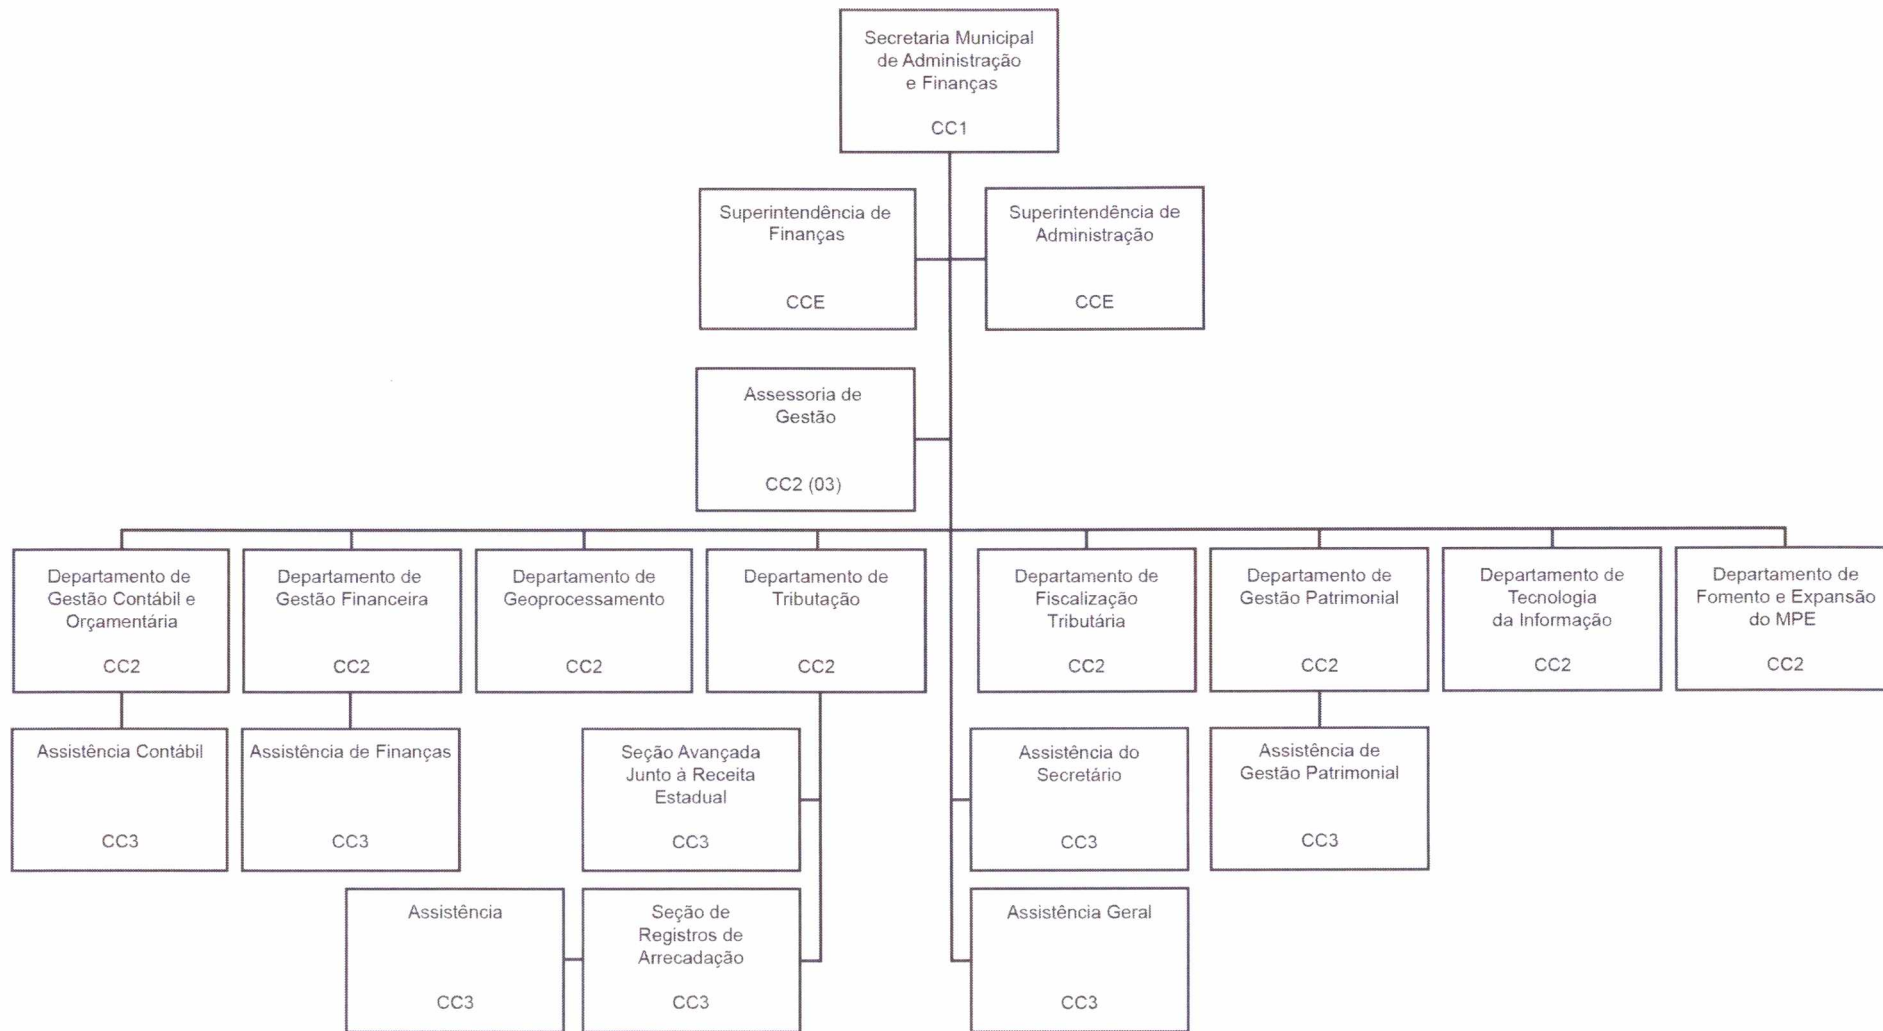 Secretaria Municipal
de Administração
e Finanças
CC1
Superintendência de
Finanças
CCE
Superintendência de
Administração
CCE
Assessoria de
Gestão
CC2 (03)
Departamento de
Gestão Contábil e
Orçamentária
CC2
Departamento de
Gestão Financeira
CC2
Departamento de
Geoprocessamento
CC2
Departamento de
Tributação
CC2
Departamento de
Fiscalização
Tributária
CC2
Departamento de
Gestão Patrimonial
CC2
Departamento de
Tecnologia
da Informação
CC2
Departamento de
Fomento e Expansão
do MPE
CC2
Assistência Contábil
CC3
Assistência de Finanças
CC3
Seção Avançada
Junto à Receita
Estadual
CC3
Assistência do
Secretário
CC3
Assistência de
Gestão Patrimonial
CC3
Assistência
CC3
Seção de
Registros de
Arrecadação
CC3
Assistência Geral
CC3